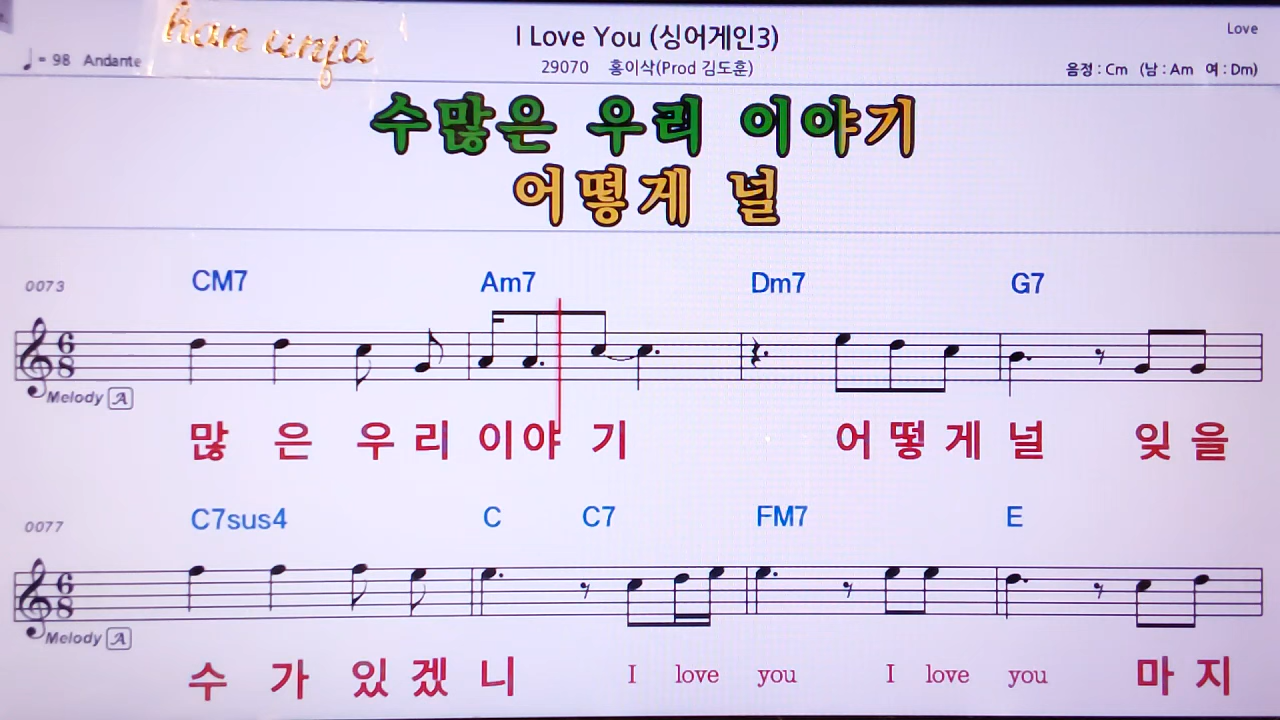 han unja
I Love You (싱어게인3)
Love
♩= 98 Andante
29070 홍이삭(Prod 김도훈)
음정 : Cm (남 : Am 여 : Dm)
수많은 우리 이야기
어떻게 널
0073 CM7 Am7 Dm7 G7
6 8
Melody A
많 은 우 리 이 야 기 어 떻 게 널 잊 을
0077 C7sus4 C C7 FM7 E
6 8
Melody A
수 가 있 겠 니 I love you I love you 마 지